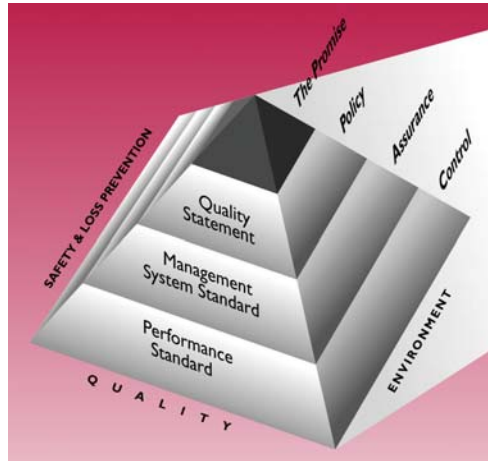 The Promise
Policy
Assurance
Control
SAFETY & LOSS PREVENTION
Quality
Statement
Management
System Standard
Performance
Standard
ENVIRONMENT
QUALITY